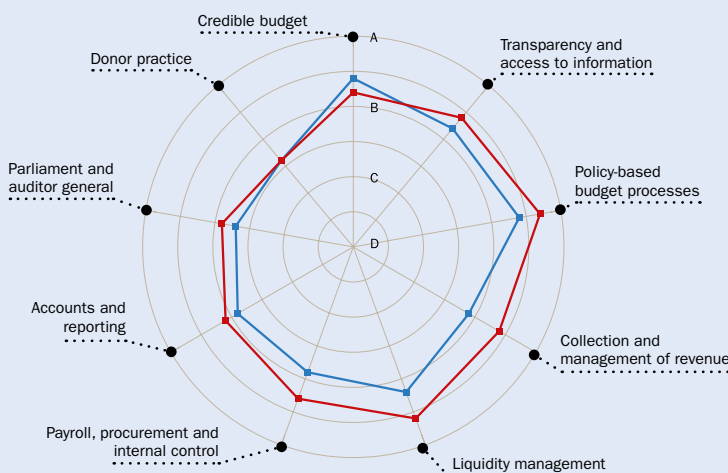 Credible budget
A
Transparency and
access to information
Donor practice
B
Parliament and
auditor general
Policy-based
budget processes
C
D
Accounts and
reporting
Collection and
management of revenue
Payroll, procurement and
internal control
Liquidity management